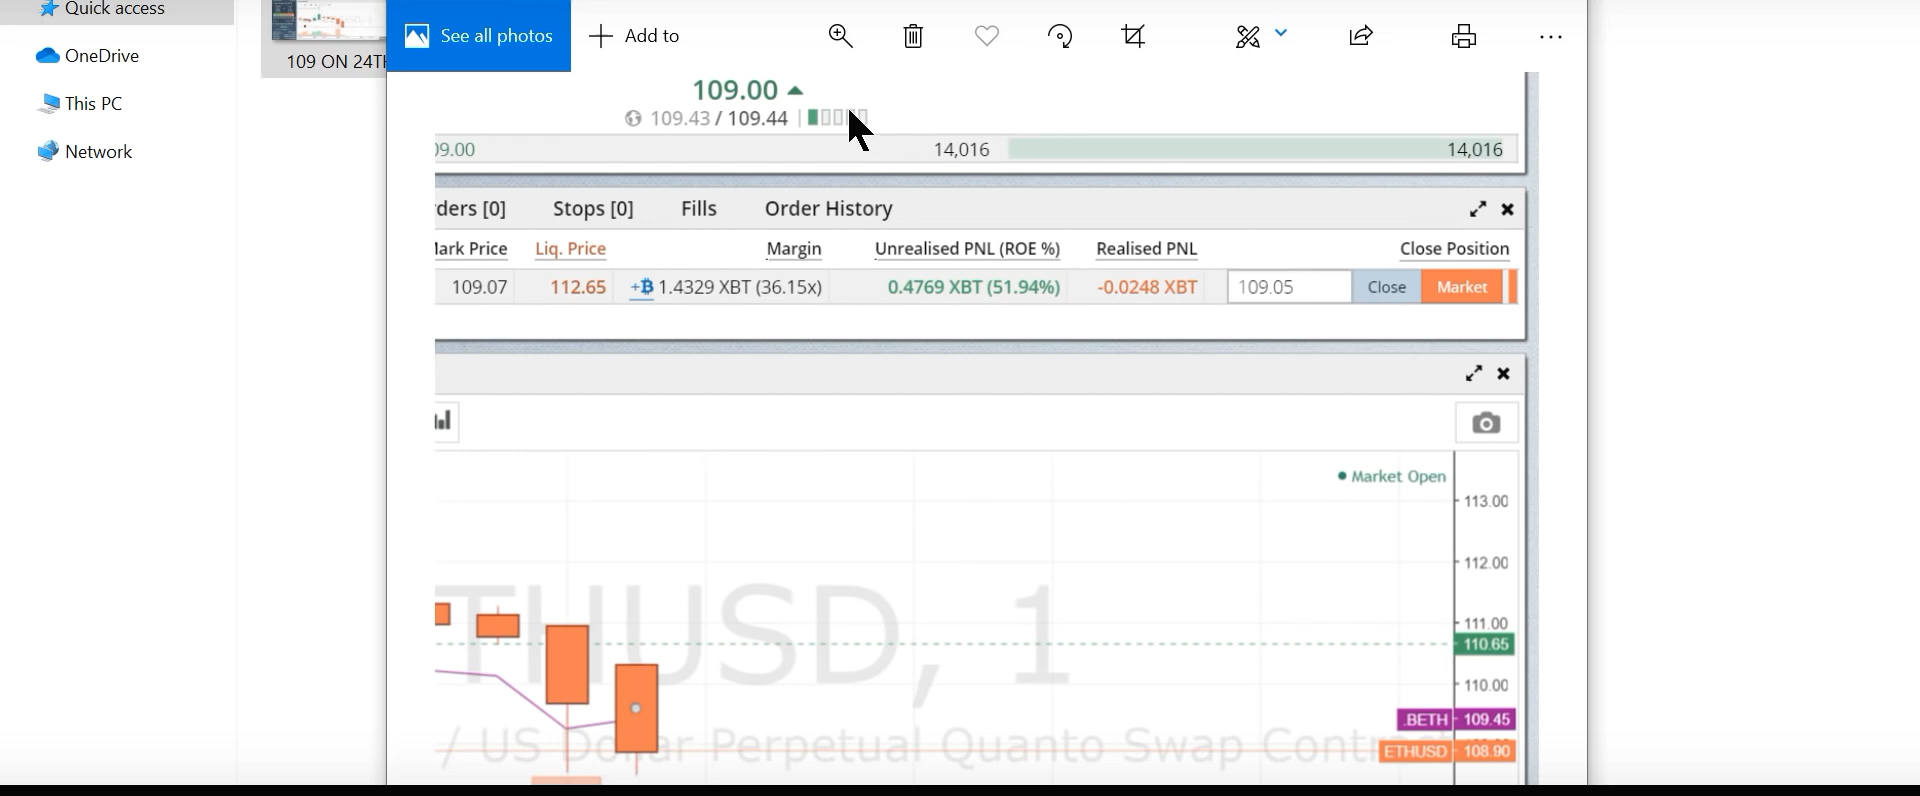 Quick access
OneDrive
This PC
Network
109 ON 24TH
See all photos
Add to
109.00
109.43 / 109.44
09.00 14,016 14,016
ders [0] Stops [0] Fills Order History
Mark Price Liq. Price Margin Unrealised PNL (ROE %) Realised PNL Close Position
109.07 112.65 1.4329 XBT (36.15x) 0.4769 XBT (51.94%) -0.0248 XBT 109.05 Close Market
Market Open
113.00
112.00
THUSD, 1
111.00
110.65
110.00
.BETH 109.45
/ US Dollar Perpetual Quanto Swap Contr
ETHUSD 108.90